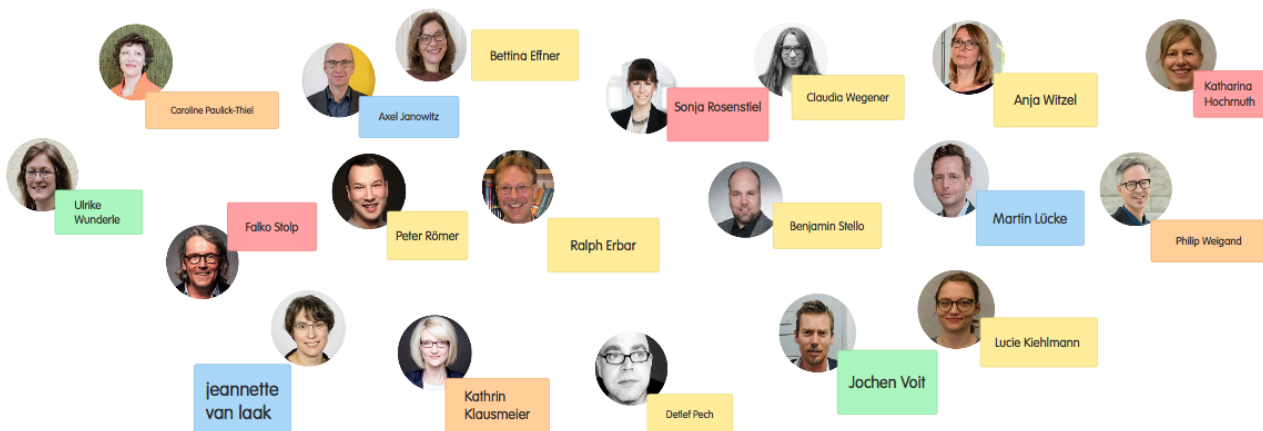 Caroline Paulick-Thiel
Axel Janowitz
Bettina Effner
Sonja Rosenstiel
Claudia Wegener
Anja Witzel
Katharina
Hochmuth
Ulrike
Wunderle
Falko Stolp
Peter Römer
Ralph Erbar
Benjamin Stello
Martin Lücke
Philip Weigand
jeannette
van laak
Kathrin
Klausmeier
Detlef Pech
Jochen Voit
Lucie Kiehlmann